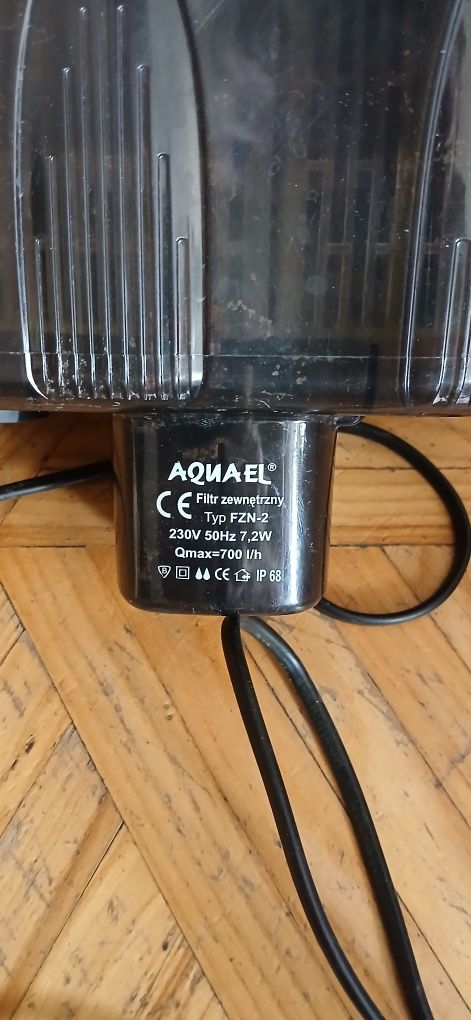 AQUAEL®
CE Filtr zewnętrzny
Typ FZN-2
230V 50Hz 7,2W
Qmax=700 l/h
B CE IP 68